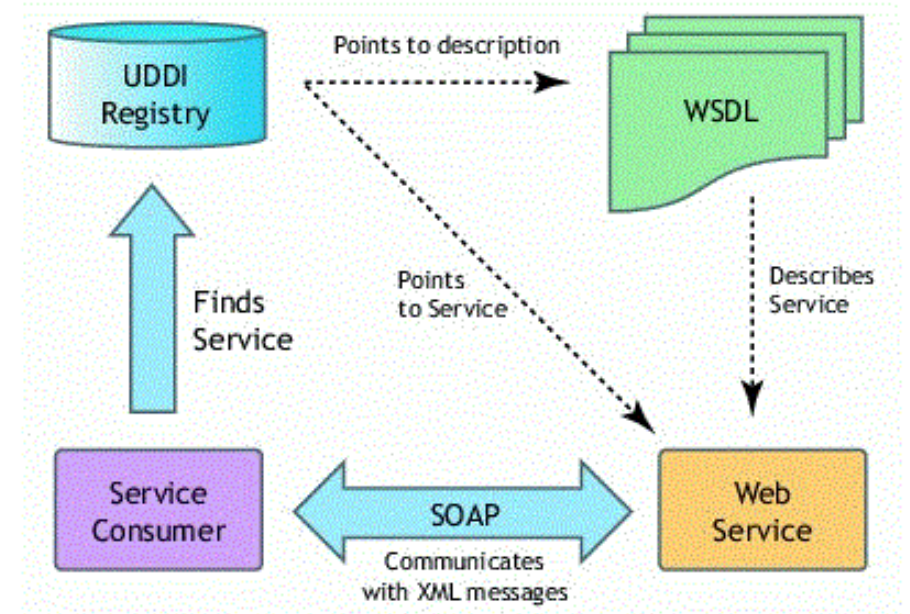 UDDI
Registry
Points to description
WSDL
Points
to Service
Describes
Service
Finds
Service
Service
Consumer
SOAP
Communicates
with XML messages
Web
Service